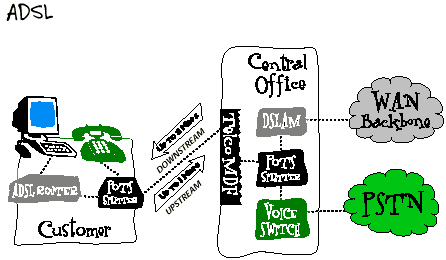 ADSL
Central
Office
WAN
Backbone
DSLAM
DOWNSTREAM
Telco MDF
POTS
Splitter
ADSL ROUTER
POTS
Splitter
UPSTREAM
Voice
Switch
PSTN
Customer